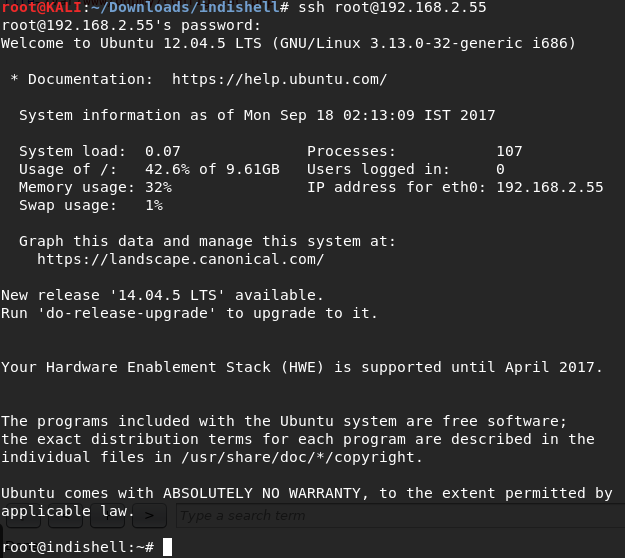 root@KALI:~/Downloads/indishell# ssh root@192.168.2.55
root@192.168.2.55's password:
Welcome to Ubuntu 12.04.5 LTS (GNU/Linux 3.13.0-32-generic i686)
 * Documentation:  https://help.ubuntu.com/
  System information as of Mon Sep 18 02:13:09 IST 2017
  System load:  0.07              Processes:           107
  Usage of /:   42.6% of 9.61GB   Users logged in:     0
  Memory usage: 32%               IP address for eth0: 192.168.2.55
  Swap usage:   1%
  Graph this data and manage this system at:
    https://landscape.canonical.com/
New release '14.04.5 LTS' available.
Run 'do-release-upgrade' to upgrade to it.
Your Hardware Enablement Stack (HWE) is supported until April 2017.
The programs included with the Ubuntu system are free software;
the exact distribution terms for each program are described in the
individual files in /usr/share/doc/*/copyright.
Ubuntu comes with ABSOLUTELY NO WARRANTY, to the extent permitted by
applicable law.
> Type a search term
root@indishell:~#